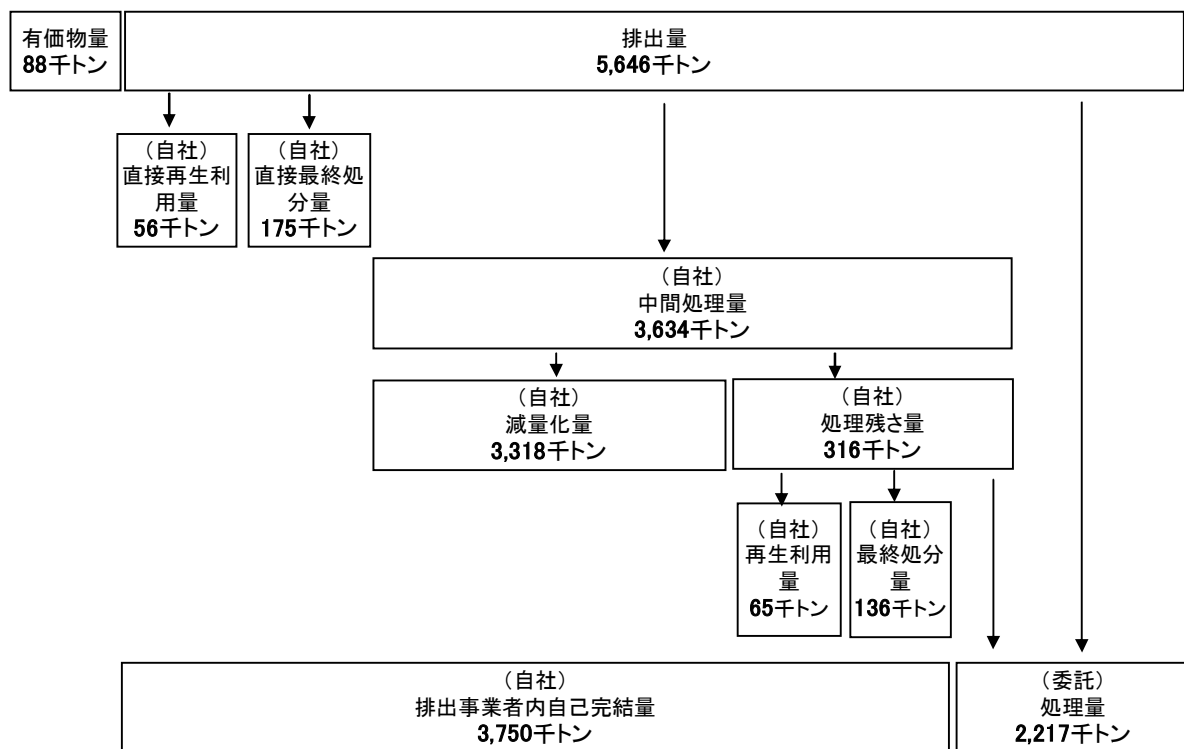 有価物量
88千トン
排出量
5,646千トン
（自社）
直接再生利
用量
56千トン
（自社）
直接最終処
分量
175千トン
（自社）
中間処理量
3,634千トン
（自社）
減量化量
3,318千トン
（自社）
処理残さ量
316千トン
（自社）
再生利用
量
65千トン
（自社）
最終処分
量
136千トン
（自社）
排出事業者内自己完結量
3,750千トン
（委託）
処理量
2,217千トン